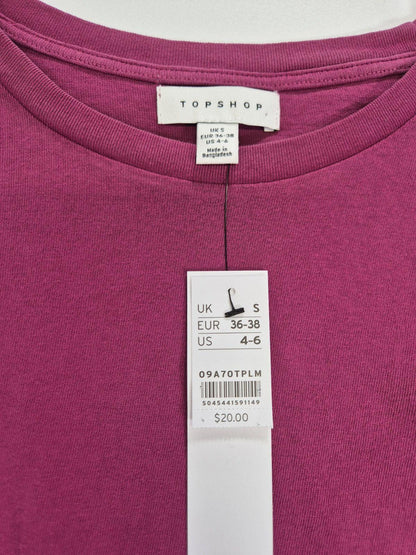 TOPSHOP
UK S
EUR 36-38
US 4-6
Made in
Bangladesh
UK S
EUR 36-38
US 4-6
09A70TPLM
5045441591149
$20.00